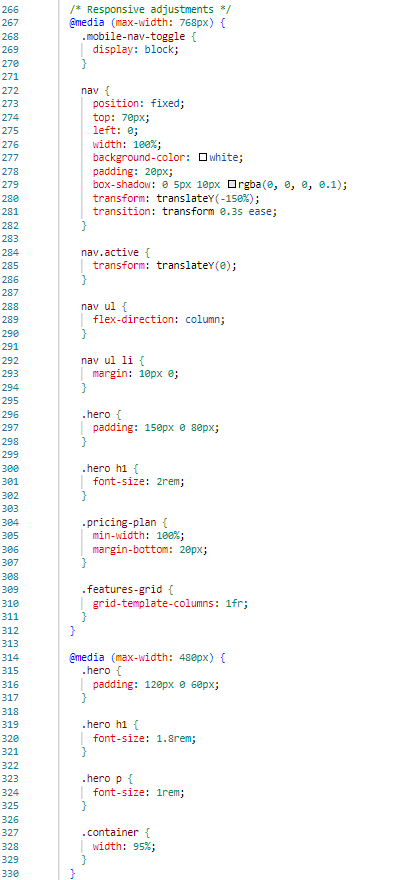 266 /* Responsive adjustments */
267 @media (max-width: 768px) {
268 .mobile-nav-toggle {
269 display: block;
270 }
271
272 nav {
273 position: fixed;
274 top: 70px;
275 left: 0;
276 width: 100%;
277 background-color: white;
278 padding: 20px;
279 box-shadow: 0 5px 10px rgba(0, 0, 0, 0.1);
280 transform: translateY(-150%);
281 transition: transform 0.3s ease;
282 }
283
284 nav.active {
285 transform: translateY(0);
286 }
287
288 nav ul {
289 flex-direction: column;
290 }
291
292 nav ul li {
293 margin: 10px 0;
294 }
295
296 .hero {
297 padding: 150px 0 80px;
298 }
299
300 .hero h1 {
301 font-size: 2rem;
302 }
303
304 .pricing-plan {
305 min-width: 100%;
306 margin-bottom: 20px;
307 }
308
309 .features-grid {
310 grid-template-columns: 1fr;
311 }
312 }
313
314 @media (max-width: 480px) {
315 .hero {
316 padding: 120px 0 60px;
317 }
318
319 .hero h1 {
320 font-size: 1.8rem;
321 }
322
323 .hero p {
324 font-size: 1rem;
325 }
326
327 .container {
328 width: 95%;
329 }
330 }